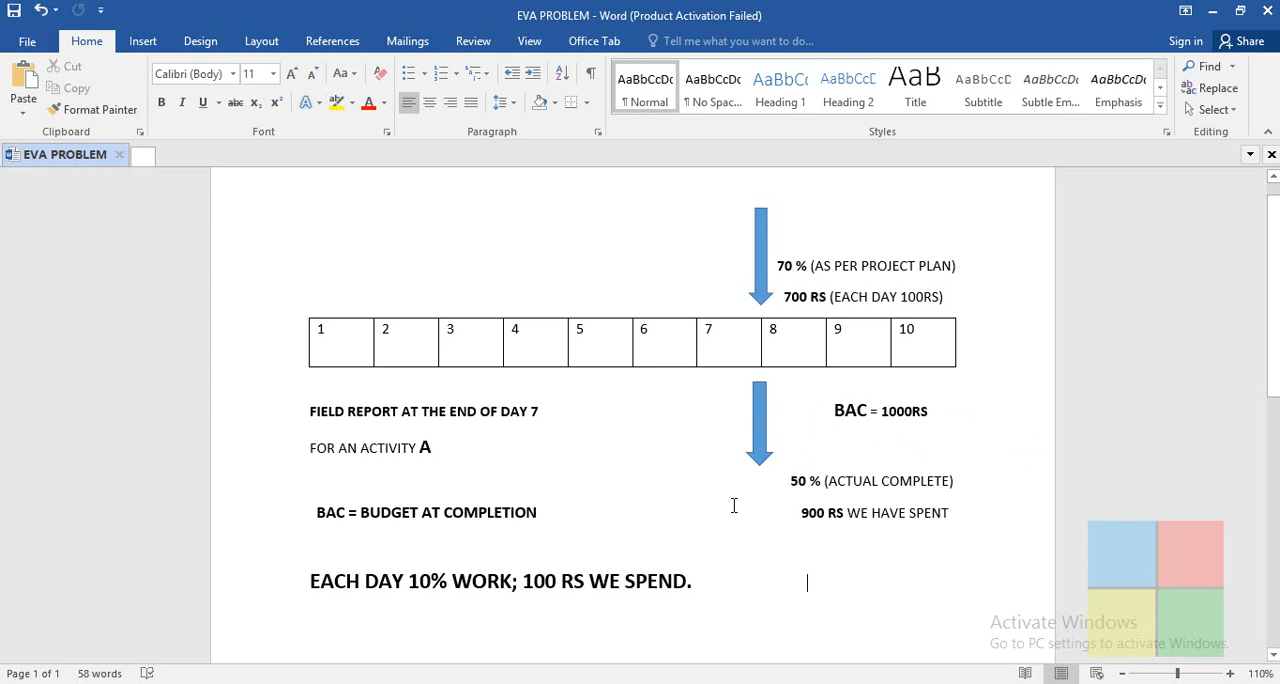 EVA PROBLEM - Word (Product Activation Failed)
File Home Insert Design Layout References Mailings Review View Office Tab Tell me what you want to do... Sign in Share
Paste
Cut
Copy
Format Painter
Clipboard
Calibri (Body) 11
Font
Paragraph
AaBbCcDc AaBbCcDc AaBbCc AaBbCcE AaB AaBbCcD AaBbCcDc AaBbCcDc
¶ Normal ¶ No Spac... Heading 1 Heading 2 Title Subtitle Subtle Em... Emphasis
Styles
Find
Replace
Select
Editing
EVA PROBLEM
70 % (AS PER PROJECT PLAN)
700 RS (EACH DAY 100RS)
1 2 3 4 5 6 7 8 9 10
FIELD REPORT AT THE END OF DAY 7
BAC = 1000RS
FOR AN ACTIVITY A
50 % (ACTUAL COMPLETE)
BAC = BUDGET AT COMPLETION
900 RS WE HAVE SPENT
EACH DAY 10% WORK; 100 RS WE SPEND.
Activate Windows
Go to PC settings to activate Windows.
Page 1 of 1 58 words
110%